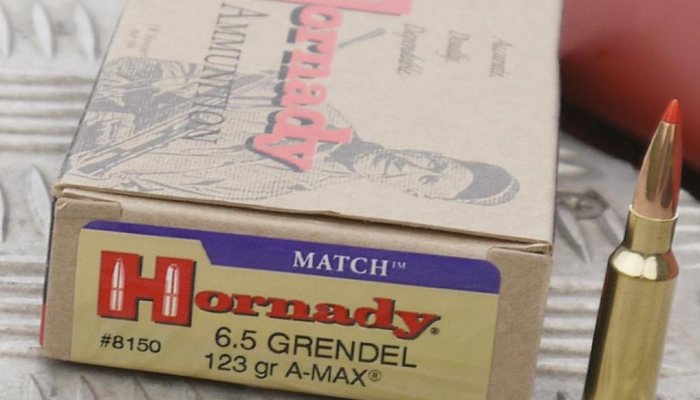 Hornady
AMMUNITION
Accurate
Deadly
Dependable
MATCH™
Hornady®
#8150
6.5 GRENDEL
123 gr A-MAX®